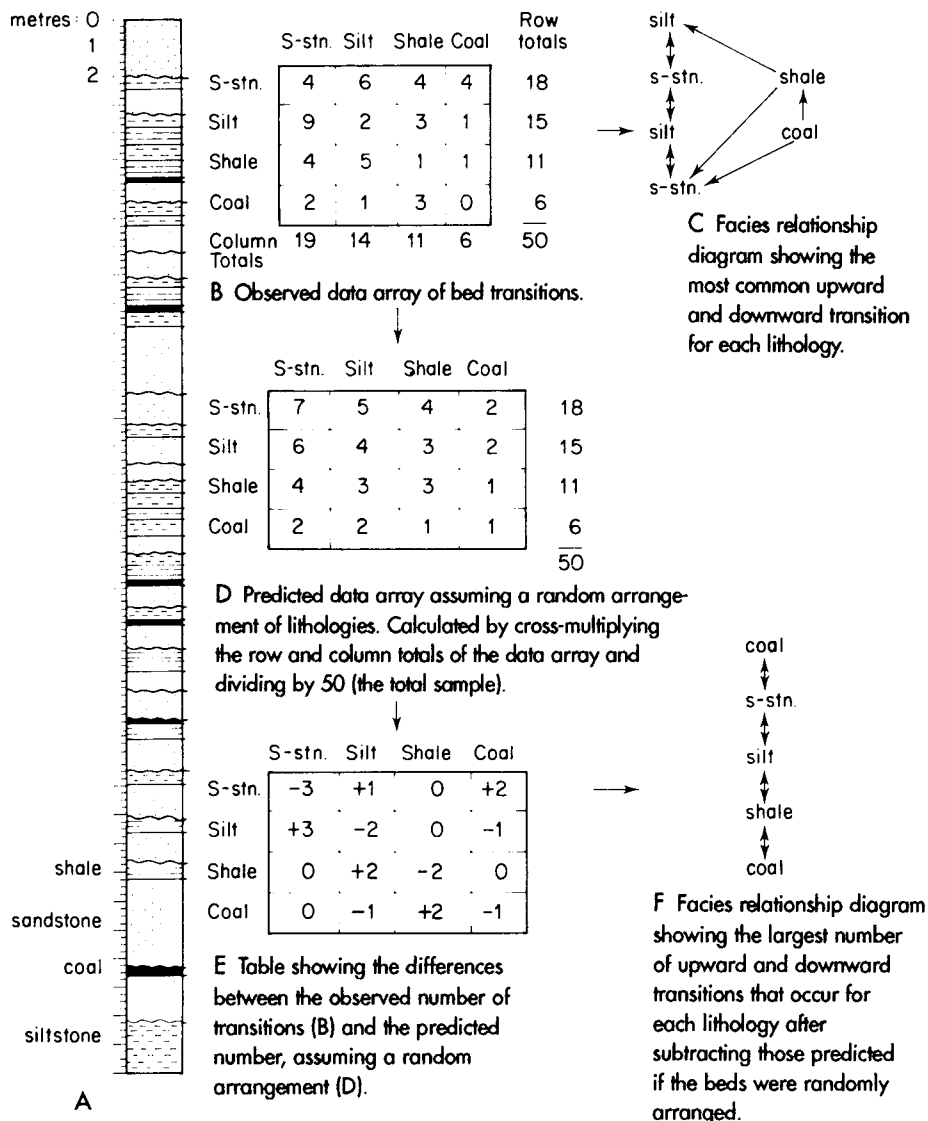 metres: 0
1
2
shale
sandstone
coal
siltstone
A
S-stn. Silt Shale Coal Row totals
S-stn. 4 6 4 4 18
Silt 9 2 3 1 15
Shale 4 5 1 1 11
Coal 2 1 3 0 6
Column Totals 19 14 11 6 50
B Observed data array of bed transitions.
silt
s-stn.
shale
silt
coal
s-stn.
C Facies relationship
diagram showing the
most common upward
and downward transition
for each lithology.
S-stn. Silt Shale Coal
S-stn. 7 5 4 2 18
Silt 6 4 3 2 15
Shale 4 3 3 1 11
Coal 2 2 1 1 6
50
D Predicted data array assuming a random arrange-
ment of lithologies. Calculated by cross-multiplying
the row and column totals of the data array and
dividing by 50 (the total sample).
S-stn. Silt Shale Coal
S-stn. −3 +1 0 +2
Silt +3 −2 0 −1
Shale 0 +2 −2 0
Coal 0 −1 +2 −1
E Table showing the differences
between the observed number of
transitions (B) and the predicted
number, assuming a random
arrangement (D).
coal
s-stn.
silt
shale
coal
F Facies relationship diagram
showing the largest number
of upward and downward
transitions that occur for
each lithology after
subtracting those predicted
if the beds were randomly
arranged.